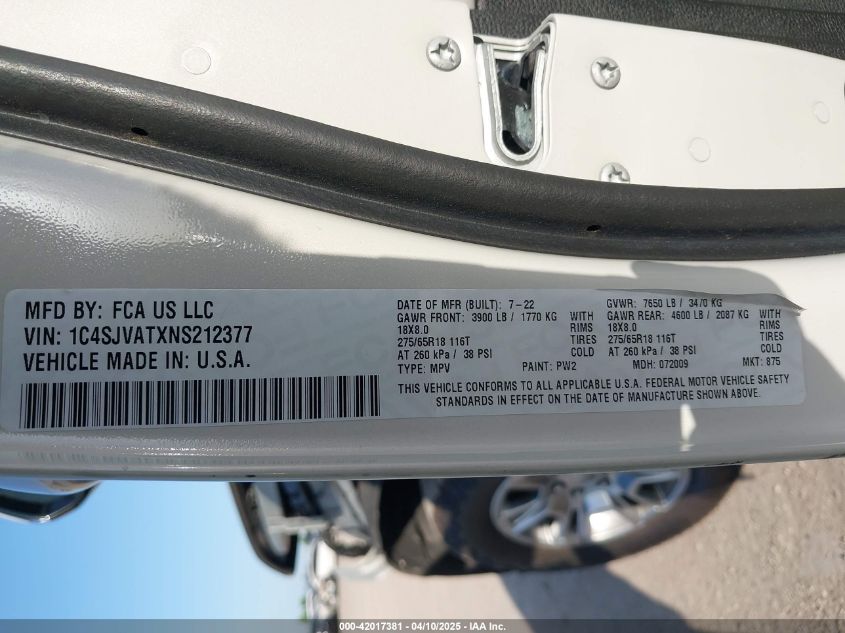 MFD BY: FCA US LLC
VIN: 1C4SJVATXNS212377
VEHICLE MADE IN: U.S.A.
DATE OF MFR (BUILT): 7-22 GVWR: 7650 LB / 3470 KG
GAWR FRONT: 3900 LB / 1770 KG WITH GAWR REAR: 4600 LB / 2087 KG WITH
18X8.0 RIMS 18X8.0 RIMS
275/65R18 116T TIRES 275/65R18 116T TIRES
AT 260 kPa / 38 PSI COLD AT 260 kPa / 38 PSI COLD
TYPE: MPV PAINT: PW2 MDH: 072009 MKT: 875
THIS VEHICLE CONFORMS TO ALL APPLICABLE U.S.A. FEDERAL MOTOR VEHICLE SAFETY
STANDARDS IN EFFECT ON THE DATE OF MANUFACTURE SHOWN ABOVE.
#360 - 42017381 - 04/10/2025 - IAA Inc.